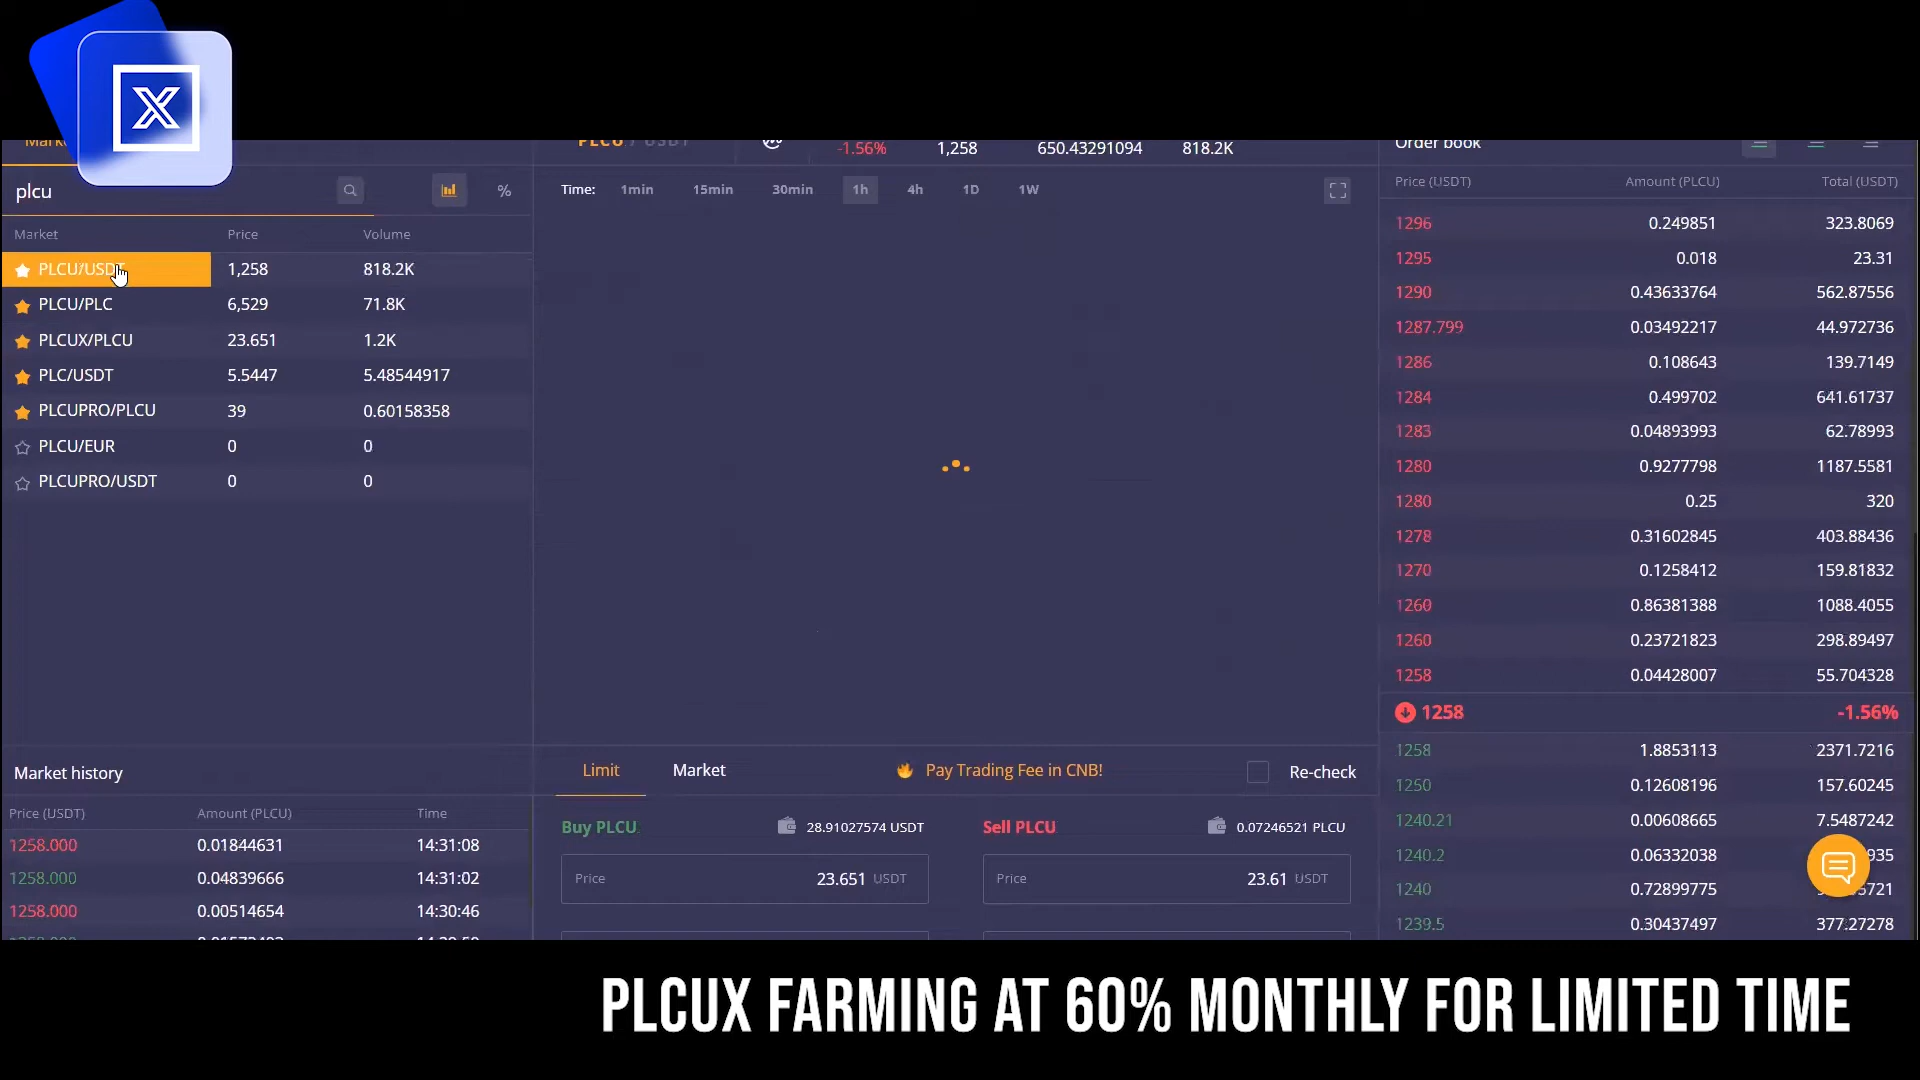 PLCU / USDT
-1.56% 1,258 650.43291094 818.2K
Order book
plcu
%
Time: 1min 15min 30min 1h 4h 1D 1W
Market Price Volume
PLCU/USDT 1,258 818.2K
PLCU/PLC 6,529 71.8K
PLCUX/PLCU 23.651 1.2K
PLC/USDT 5.5447 5.48544917
PLCUPRO/PLCU 39 0.60158358
PLCU/EUR 0 0
PLCUPRO/USDT 0 0
Price (USDT) Amount (PLCU) Total (USDT)
1296 0.249851 323.8069
1295 0.018 23.31
1290 0.43633764 562.87556
1287.799 0.03492217 44.972736
1286 0.108643 139.7149
1284 0.499702 641.61737
1283 0.04893993 62.78993
1280 0.9277798 1187.5581
1280 0.25 320
1278 0.31602845 403.88436
1270 0.1258412 159.81832
1260 0.86381388 1088.4055
1260 0.23721823 298.89497
1258 0.04428007 55.704328
1258 -1.56%
1258 1.8853113 2371.7216
1250 0.12608196 157.60245
1240.21 0.00608665 7.5487242
1240.2 0.06332038
1240 0.72899775
1239.5 0.30437497 377.27278
Market history
Price (USDT) Amount (PLCU) Time
1258.000 0.01844631 14:31:08
1258.000 0.04839666 14:31:02
1258.000 0.00514654 14:30:46
Limit Market Pay Trading Fee in CNB! Re-check
Buy PLCU 28.91027574 USDT
Price 23.651 USDT
Sell PLCU 0.07246521 PLCU
Price 23.61 USDT
PLCUX FARMING AT 60% MONTHLY FOR LIMITED TIME